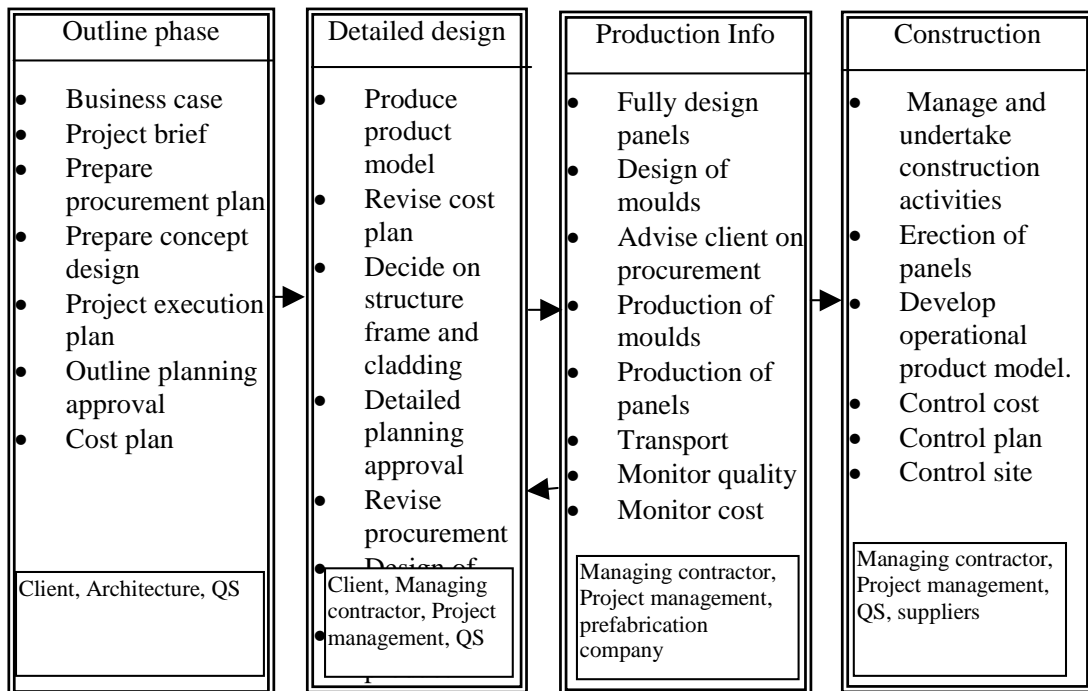 Outline phase
• Business case
• Project brief
• Prepare
procurement plan
• Prepare concept
design
• Project execution
plan
• Outline planning
approval
• Cost plan
Client, Architecture, QS
Detailed design
• Produce
product
model
• Revise cost
plan
• Decide on
structure
frame and
cladding
• Detailed
planning
approval
• Revise
procurement
• Design of
•
Client, Managing
contractor, Project
management, QS
Production Info
• Fully design
panels
• Design of
moulds
• Advise client on
procurement
• Production of
moulds
• Production of
panels
• Transport
• Monitor quality
• Monitor cost
Managing contractor,
Project management,
prefabrication
company
Construction
• Manage and
undertake
construction
activities
• Erection of
panels
• Develop
operational
product model.
• Control cost
• Control plan
• Control site
Managing contractor,
Project management,
QS, suppliers